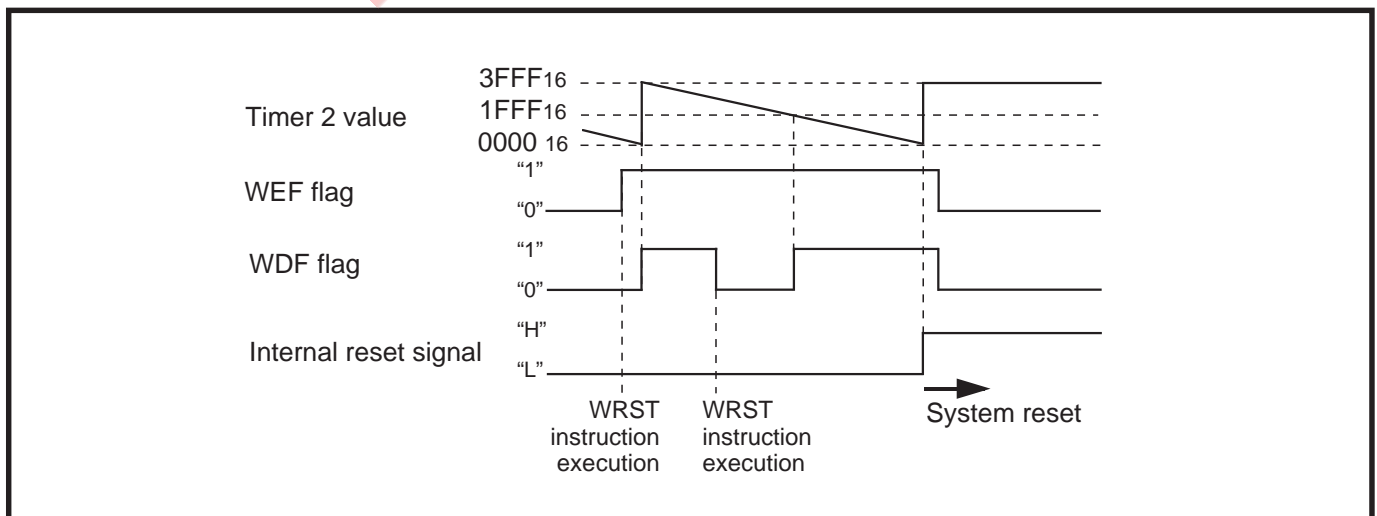 3FFF16
Timer 2 value
1FFF16
0000 16
WEF flag
“1”
“0”
WDF flag
“1”
“0”
Internal reset signal
“H”
“L”
WRST
instruction
execution
WRST
instruction
execution
System reset